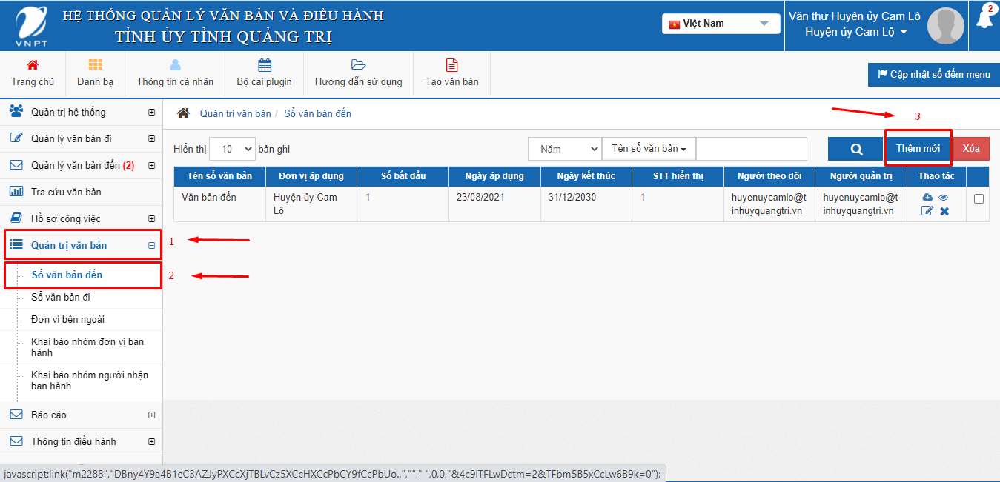 HỆ THỐNG QUẢN LÝ VĂN BẢN VÀ ĐIỀU HÀNH
TỈNH ỦY TỈNH QUẢNG TRỊ
VNPT
Việt Nam
Văn thư Huyện ủy Cam Lộ
Huyện ủy Cam Lộ
2
Trang chủ
Danh bạ
Thông tin cá nhân
Bộ cài plugin
Hướng dẫn sử dụng
Tạo văn bản
Cập nhật số đếm menu
Quản trị hệ thống
Quản lý văn bản đi
Quản lý văn bản đến (2)
Tra cứu văn bản
Hồ sơ công việc
Quản trị văn bản
1
Sổ văn bản đến
2
Sổ văn bản đi
Đơn vị bên ngoài
Khai báo nhóm đơn vị ban
hành
Khai báo nhóm người nhận
ban hành
Báo cáo
Thông tin điều hành
Quản trị văn bản / Sổ văn bản đến
3
Hiển thị 10 bản ghi
Năm
Tên sổ văn bản
Thêm mới
Xóa
Tên sổ văn bản Đơn vị áp dụng Số bắt đầu Ngày áp dụng Ngày kết thúc STT hiển thị Người theo dõi Người quản trị Thao tác
Văn bản đến Huyện ủy Cam 1 23/08/2021 31/12/2030 1 huyenuycamlo@t huyenuycamlo@t
Lộ inhuyquangtri.vn inhuyquangtri.vn
javascript:link("m2288","DBny4Y9a4B1eC3AZJyPXCcXjTBLvCz5XCcHXCcPbCY9fCcPbUo..",""," ",0,0,"&4c9lTFLwDctm=2&TFbm5B5xCcLw6B9k=0");